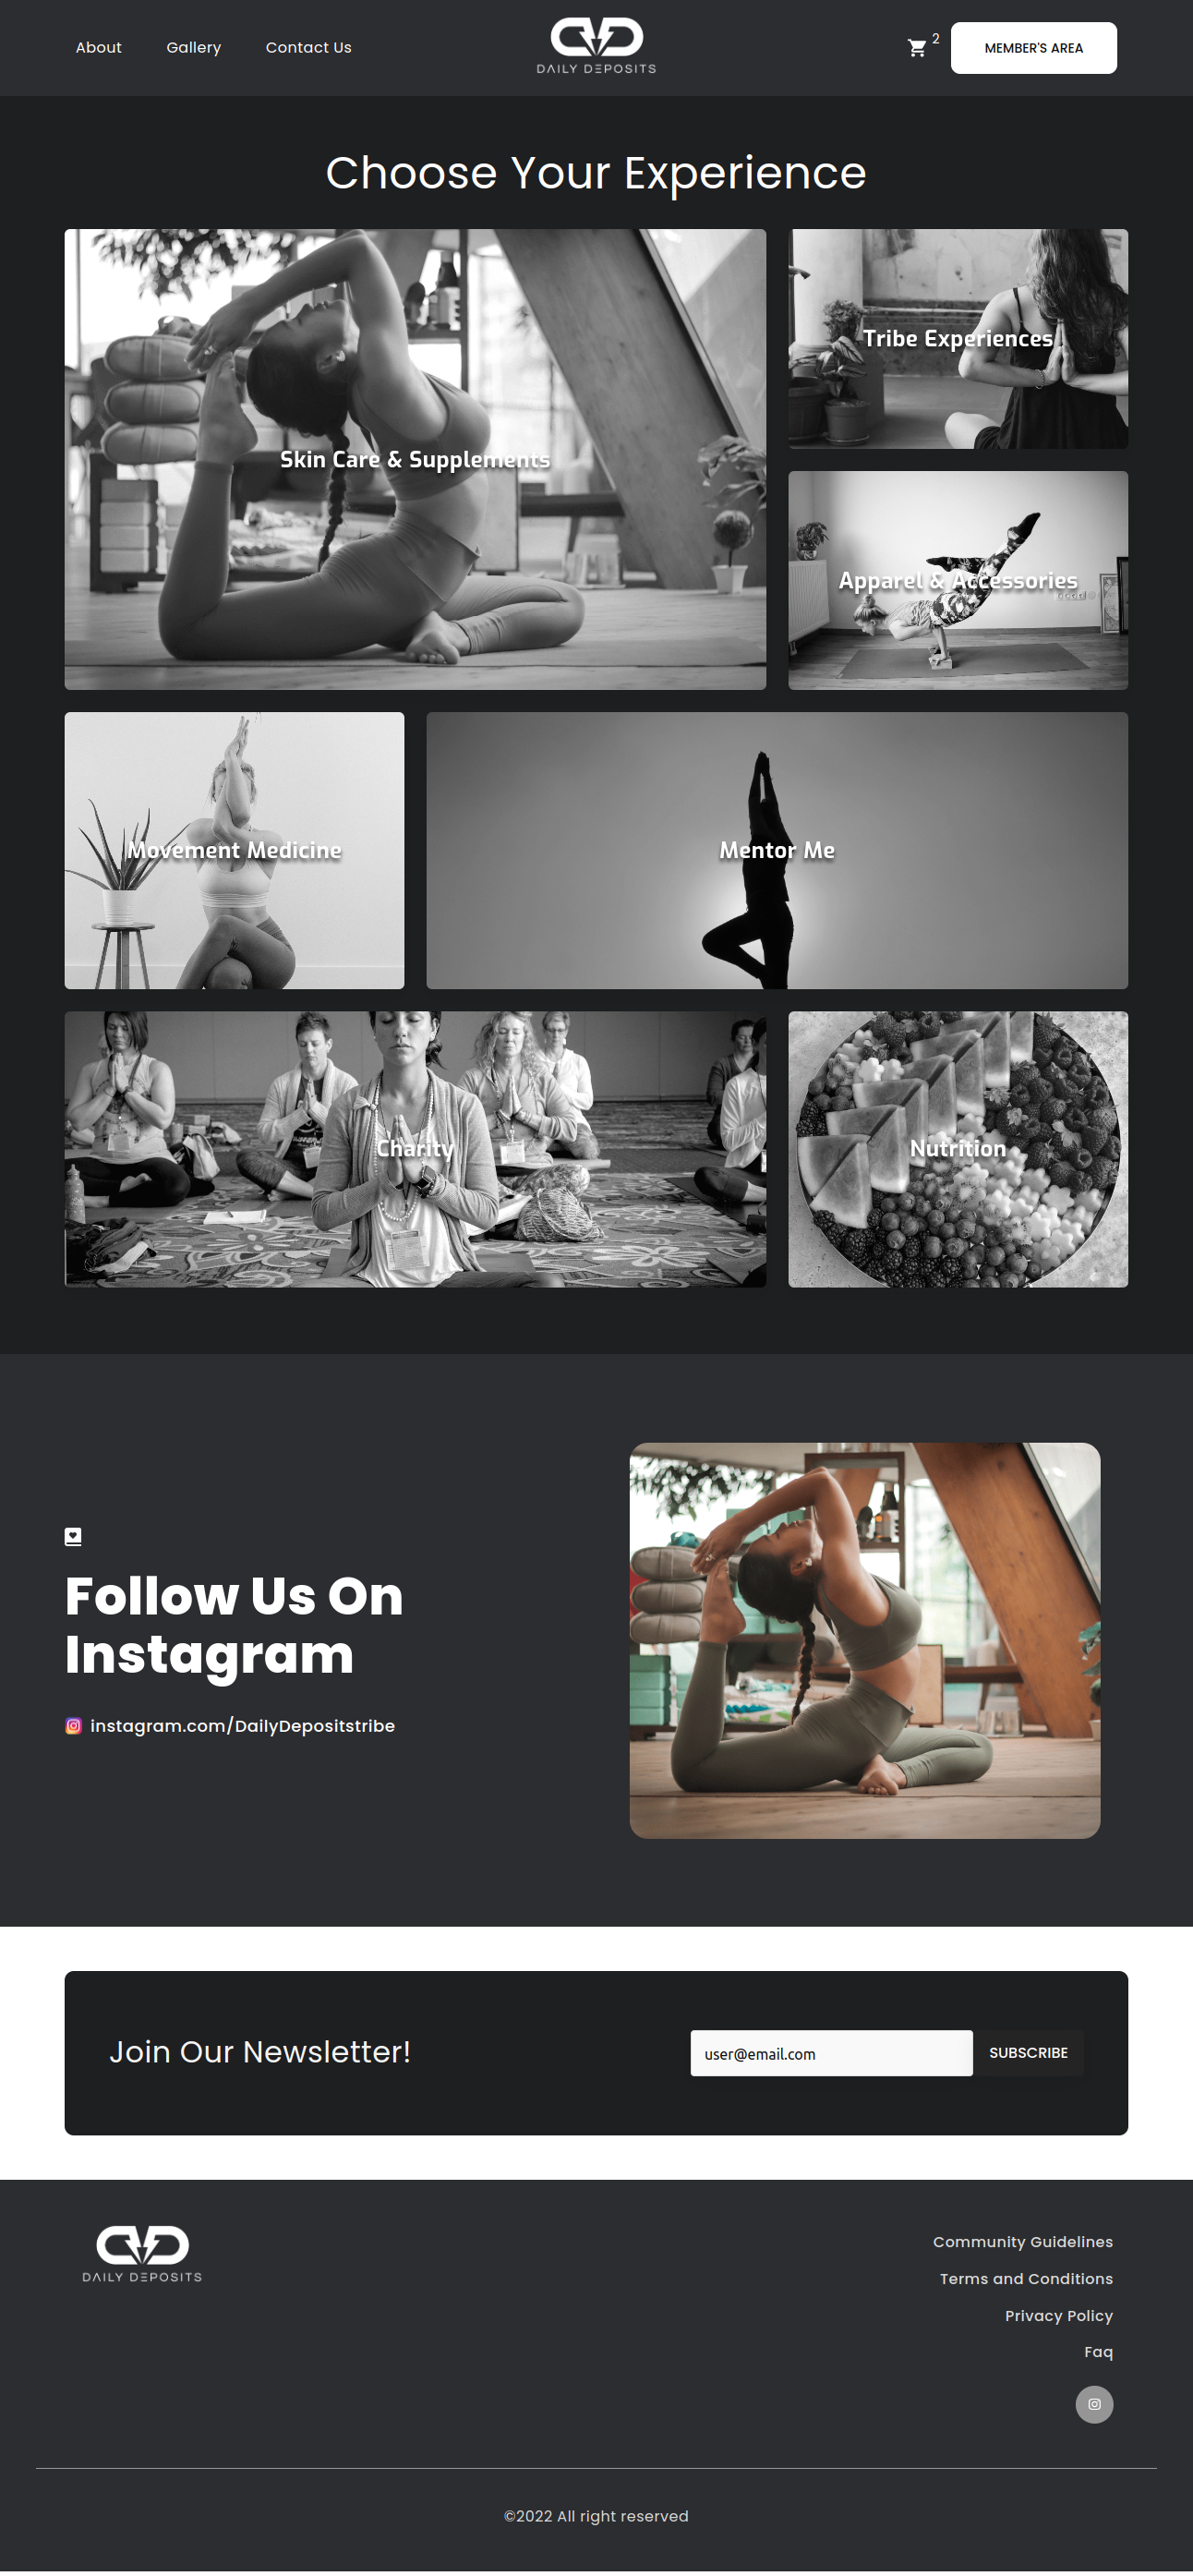 About Gallery Contact Us
DAILY DEPOSITS
2
MEMBER'S AREA
Choose Your Experience
Skin Care & Supplements
Tribe Experiences
Apparel & Accessories
Movement Medicine
Mentor Me
Charity
Nutrition
Follow Us On
Instagram
instagram.com/DailyDepositstribe
Join Our Newsletter!
user@email.com
SUBSCRIBE
DAILY DEPOSITS
Community Guidelines
Terms and Conditions
Privacy Policy
Faq
©2022 All right reserved